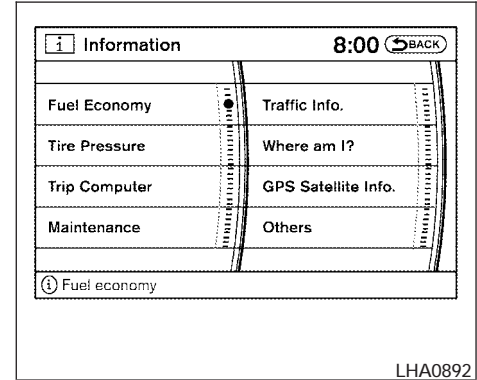 i Information 8:00 BACK
Fuel Economy
Tire Pressure
Trip Computer
Maintenance
Traffic Info.
Where am I?
GPS Satellite Info.
Others
i Fuel economy
LHA0892